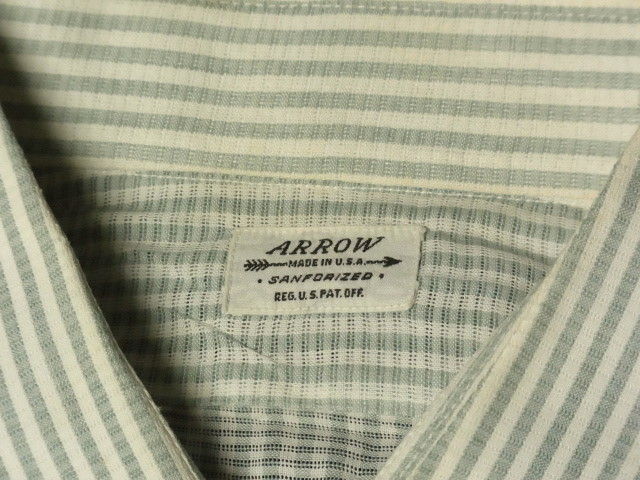 ARROW
MADE IN U.S.A.
• SANFORIZED •
REG. U.S. PAT. OFF.